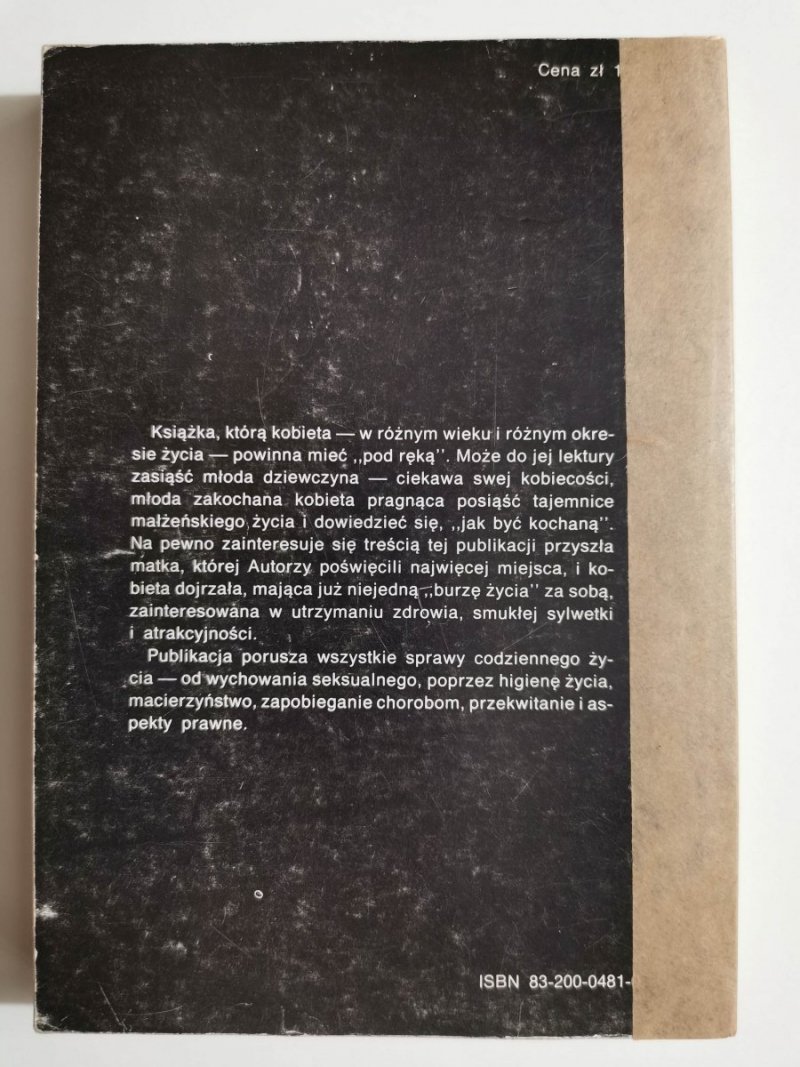 Cena zł 1
Książka, którą kobieta — w różnym wieku i różnym okre-
sie życia — powinna mieć ,,pod ręką''. Może do jej lektury
zasiąść młoda dziewczyna — ciekawa swej kobiecości,
młoda zakochana kobieta pragnąca posiąść tajemnice
małżeńskiego życia i dowiedzieć się, ,,jak być kochaną''.
Na pewno zainteresuje się treścią tej publikacji przyszła
matka, której Autorzy poświęcili najwięcej miejsca, i ko-
bieta dojrzała, mająca już niejedną ,,burzę życia'' za sobą,
zainteresowana w utrzymaniu zdrowia, smukłej sylwetki
i atrakcyjności.
Publikacja porusza wszystkie sprawy codziennego ży-
cia — od wychowania seksualnego, poprzez higienę życia,
macierzyństwo, zapobieganie chorobom, przekwitanie i as-
pekty prawne.
ISBN 83-200-0481-